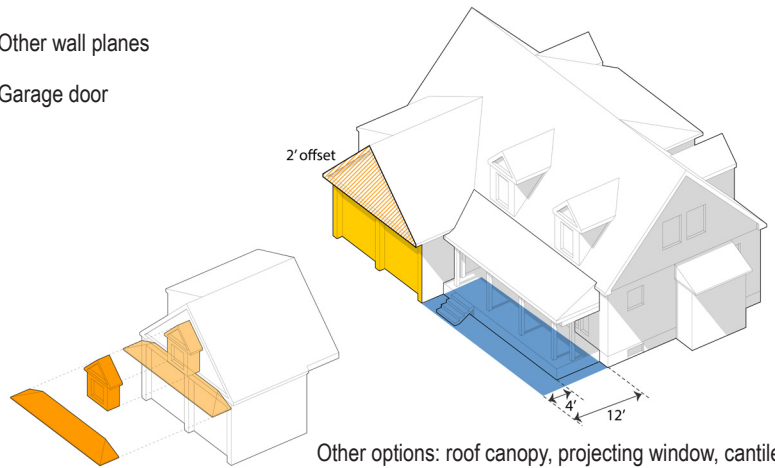 Other wall planes
Garage door
2' offset
4'
12'
Other options: roof canopy, projecting window,